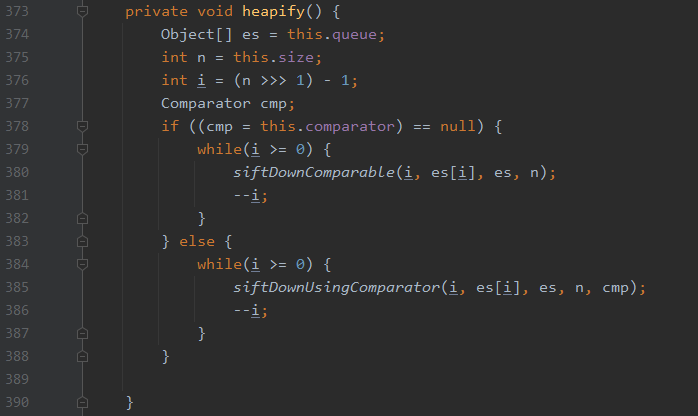 373 private void heapify() {
374 Object[] es = this.queue;
375 int n = this.size;
376 int i = (n >>> 1) - 1;
377 Comparator cmp;
378 if ((cmp = this.comparator) == null) {
379 while(i >= 0) {
380 siftDownComparable(i, es[i], es, n);
381 --i;
382 }
383 } else {
384 while(i >= 0) {
385 siftDownUsingComparator(i, es[i], es, n, cmp);
386 --i;
387 }
388 }
389
390 }